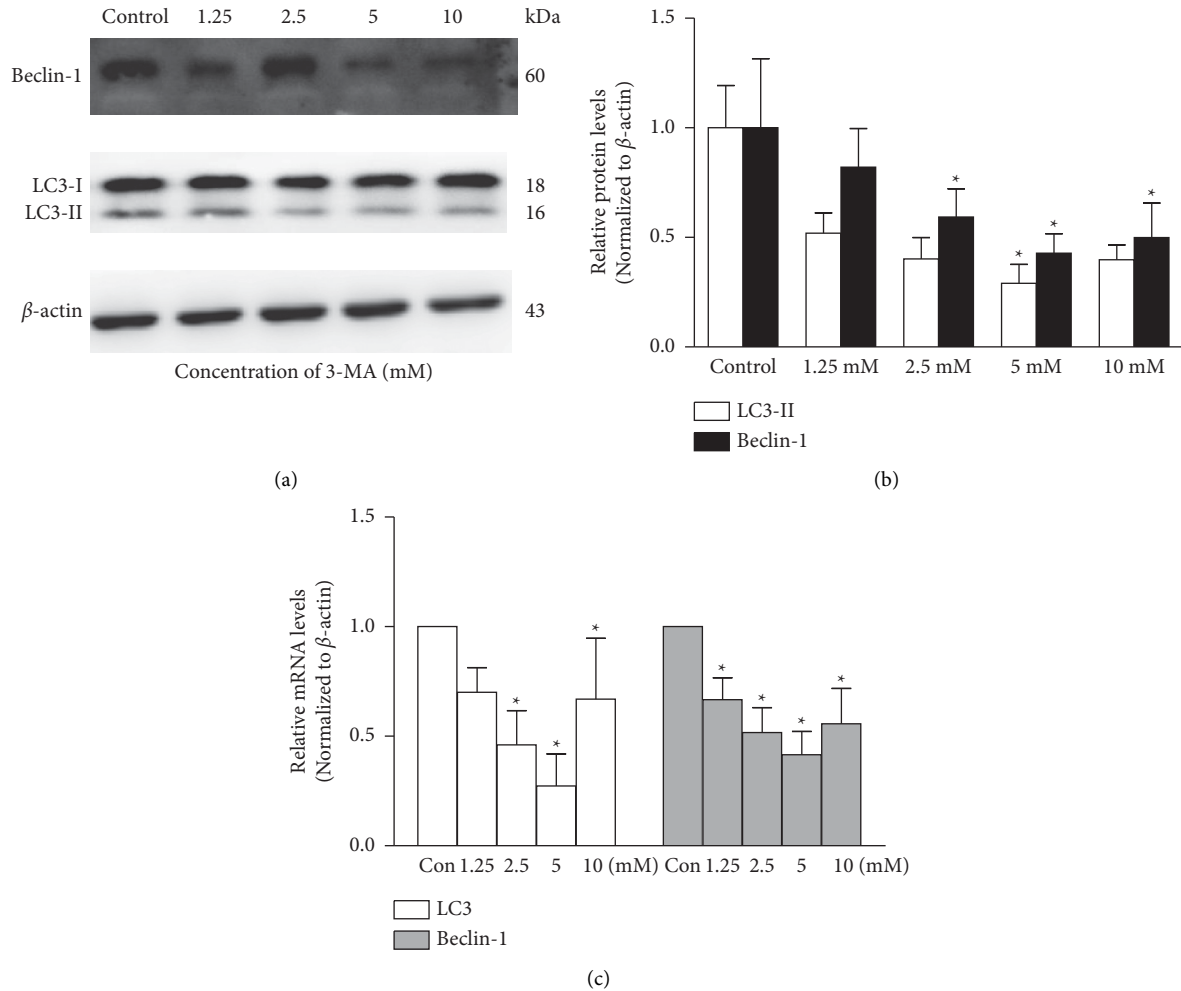 Control 1.25 2.5 5 10 kDa
Beclin-1 60
LC3-I 18
LC3-II 16
β-actin 43
Concentration of 3-MA (mM)
(a)
Relative protein levels
(Normalized to β-actin)
1.5
1.0
0.5
0.0
* * * *
Control 1.25 mM 2.5 mM 5 mM 10 mM
LC3-II
Beclin-1
(b)
Relative mRNA levels
(Normalized to β-actin)
1.5
1.0
0.5
0.0
* * * * * * *
Con 1.25 2.5 5 10 (mM) Con 1.25 2.5 5 10 (mM)
LC3
Beclin-1
(c)